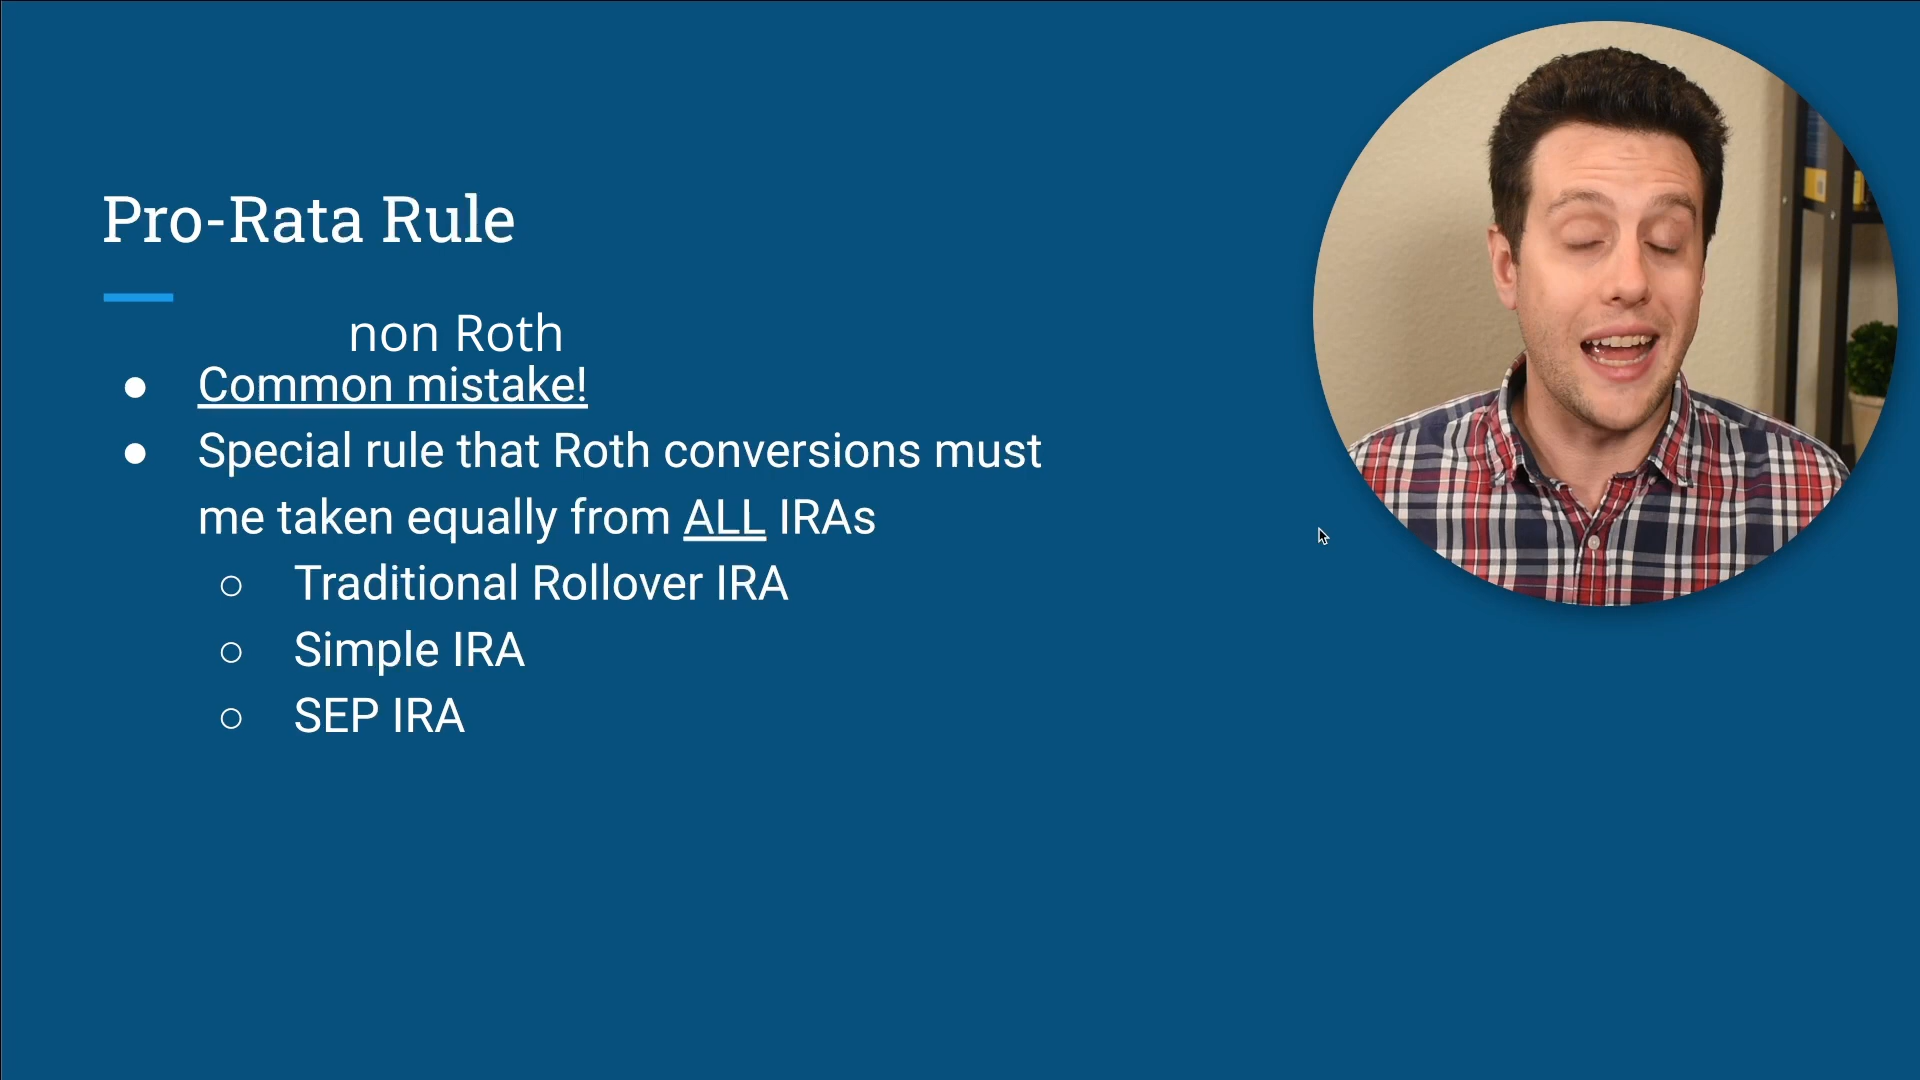 Pro-Rata Rule
non Roth
Common mistake!
Special rule that Roth conversions must
me taken equally from ALL IRAs
Traditional Rollover IRA
Simple IRA
SEP IRA